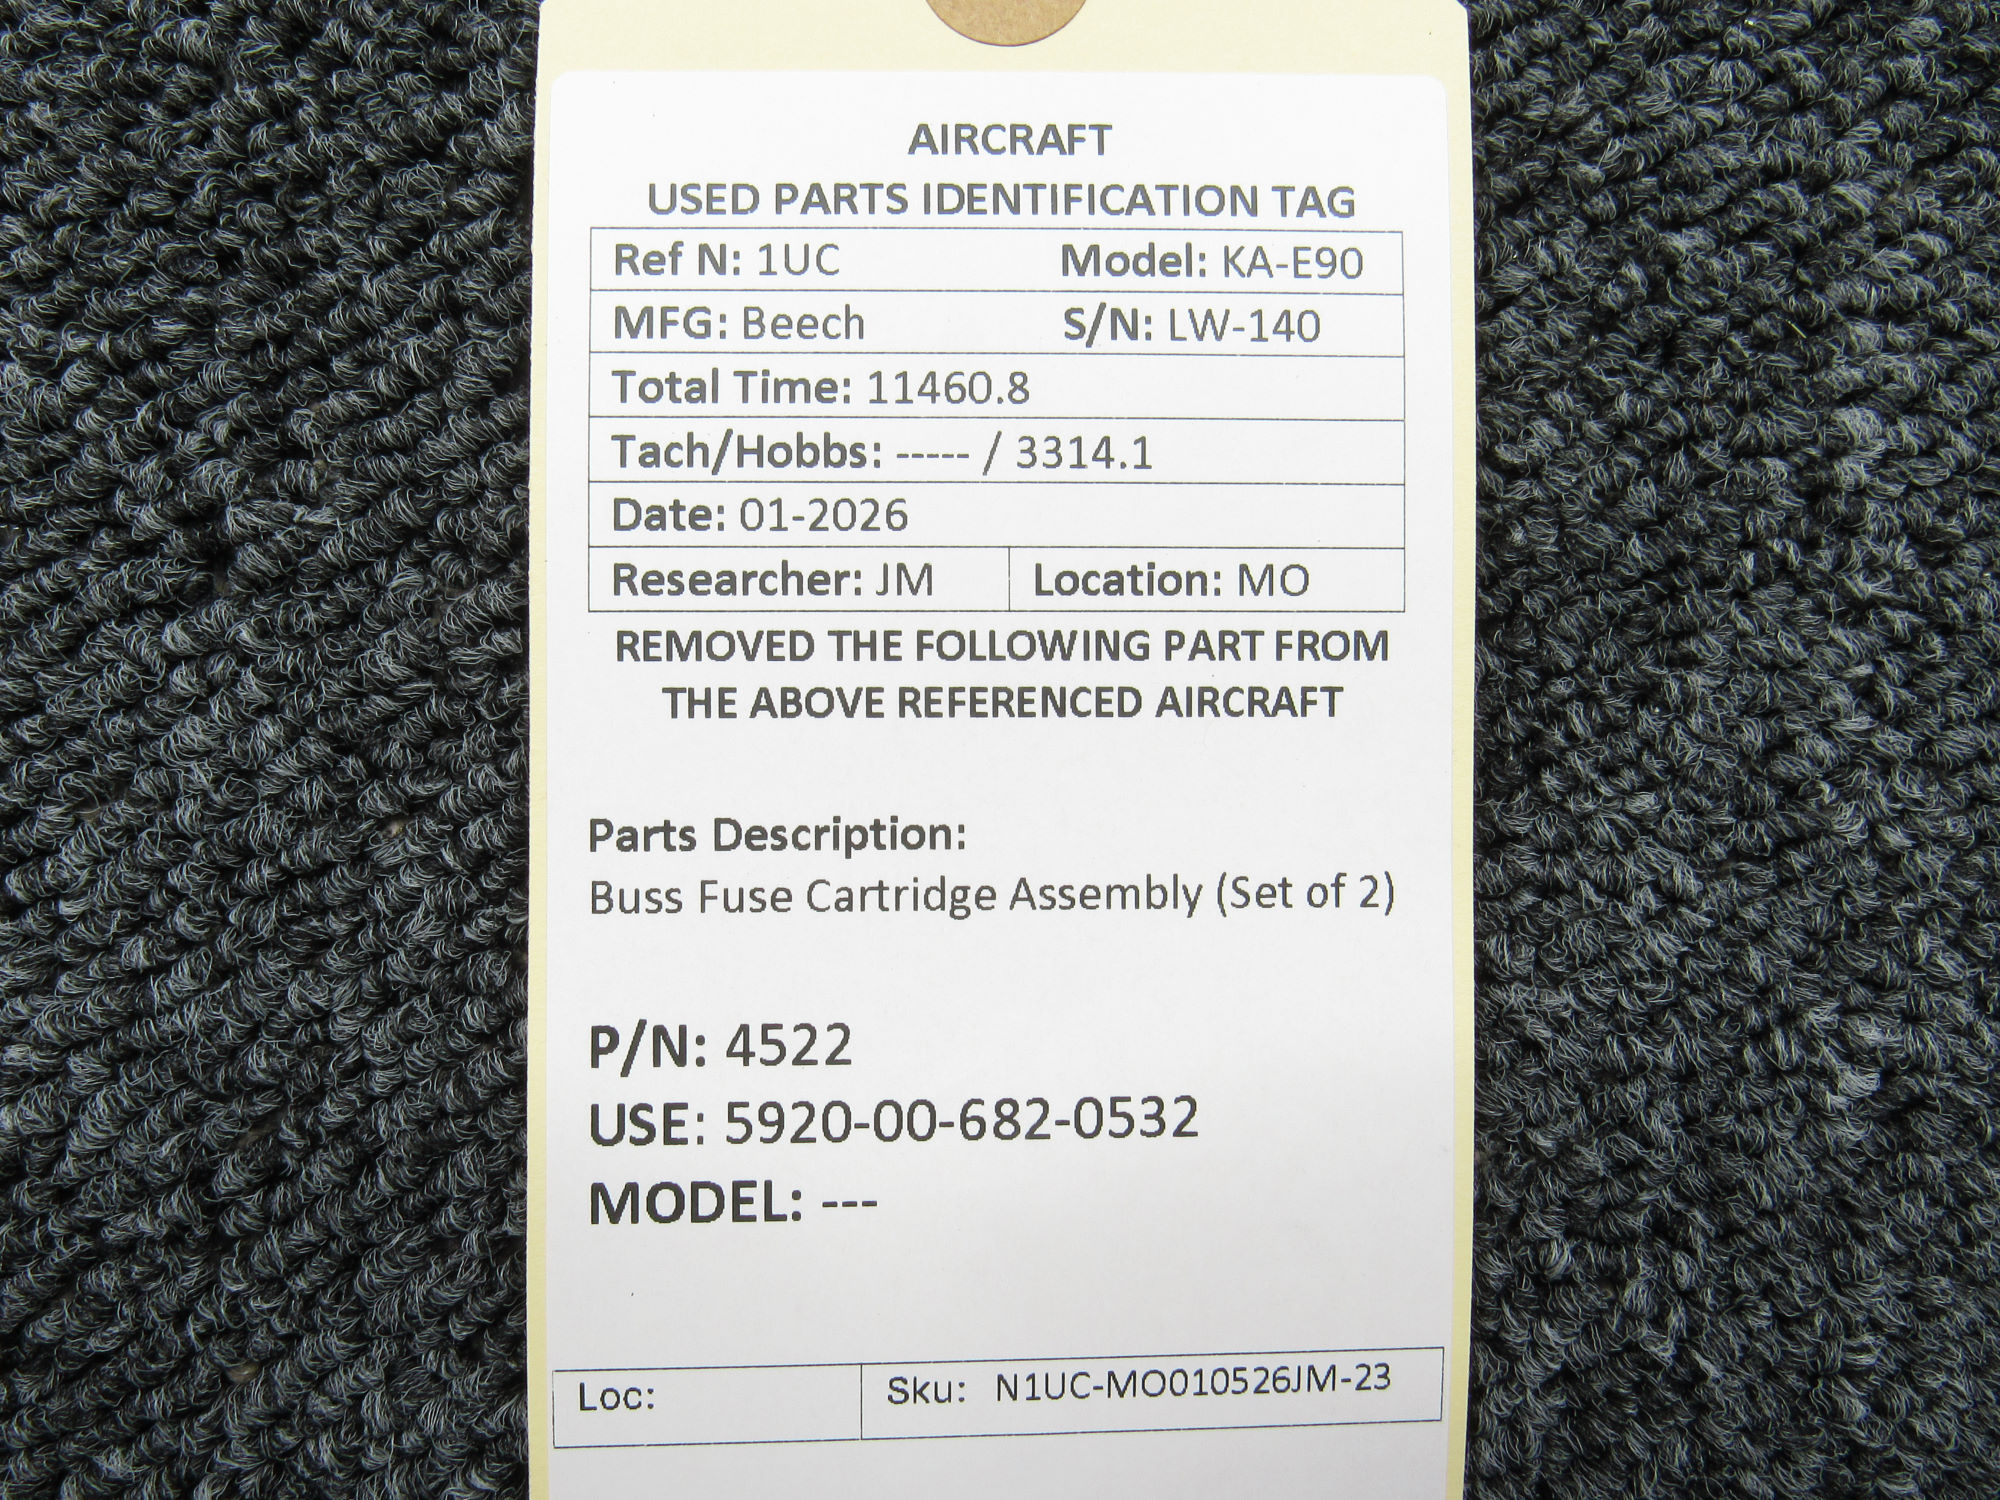 AIRCRAFT
USED PARTS IDENTIFICATION TAG
Ref N: 1UC Model: KA-E90
MFG: Beech S/N: LW-140
Total Time: 11460.8
Tach/Hobbs: ----- / 3314.1
Date: 01-2026
Researcher: JM Location: MO
REMOVED THE FOLLOWING PART FROM
THE ABOVE REFERENCED AIRCRAFT
Parts Description:
Buss Fuse Cartridge Assembly (Set of 2)
P/N: 4522
USE: 5920-00-682-0532
MODEL: ---
Loc: Sku: N1UC-MO010526JM-23